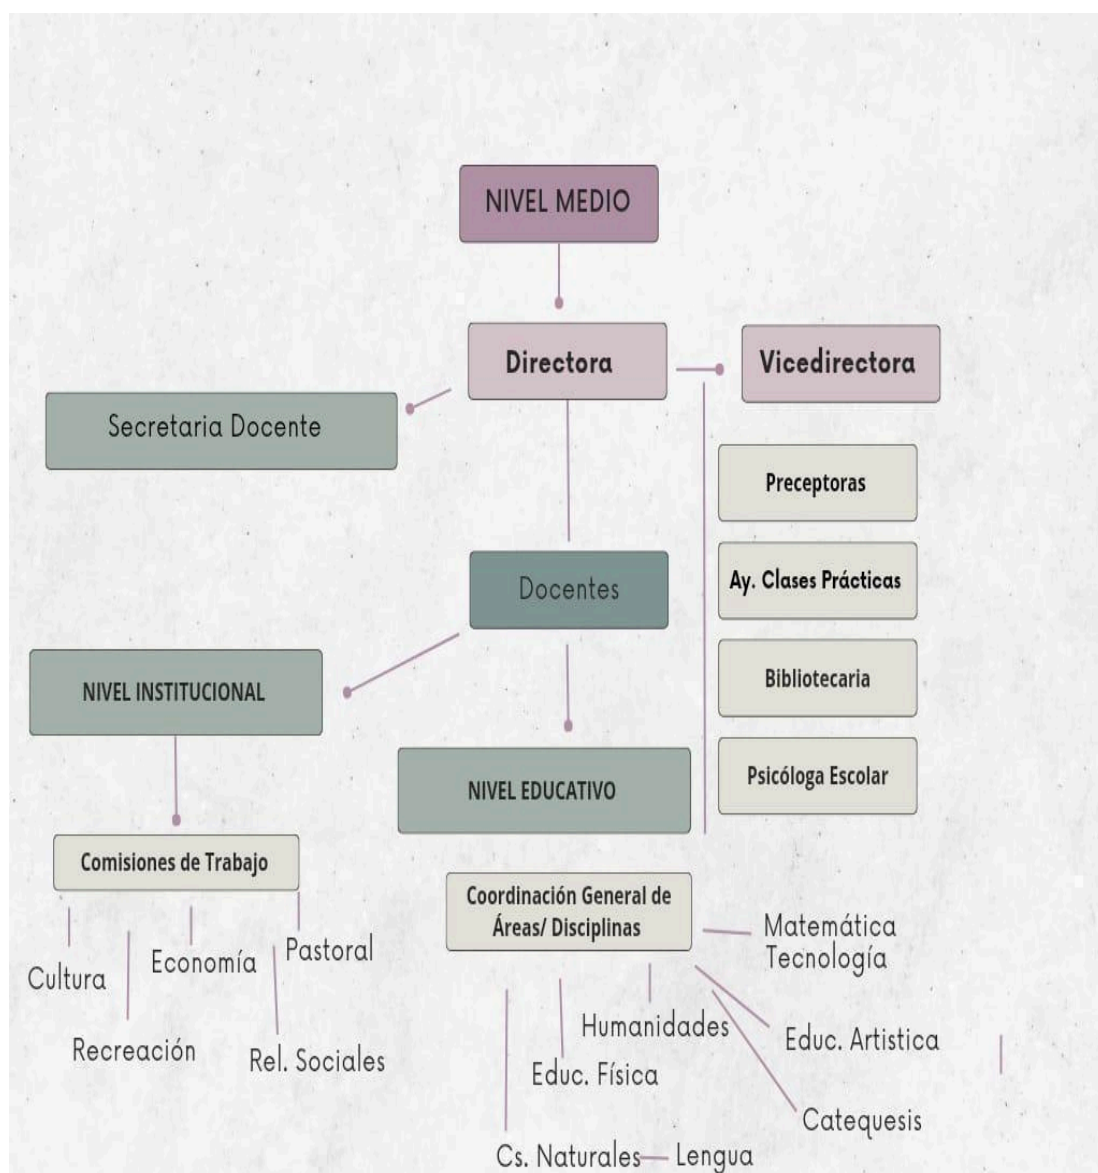 NIVEL MEDIO
Directora
Vicedirectora
Secretaria Docente
Preceptoras
Ay. Clases Prácticas
Docentes
Bibliotecaria
NIVEL INSTITUCIONAL
Psicóloga Escolar
NIVEL EDUCATIVO
Comisiones de Trabajo
Coordinación General de
Áreas/ Disciplinas
Matemática
Tecnología
Pastoral
Economía
Cultura
Humanidades
Educ. Artistica
Recreación
Rel. Sociales
Educ. Física
Catequesis
Cs. Naturales
Lengua